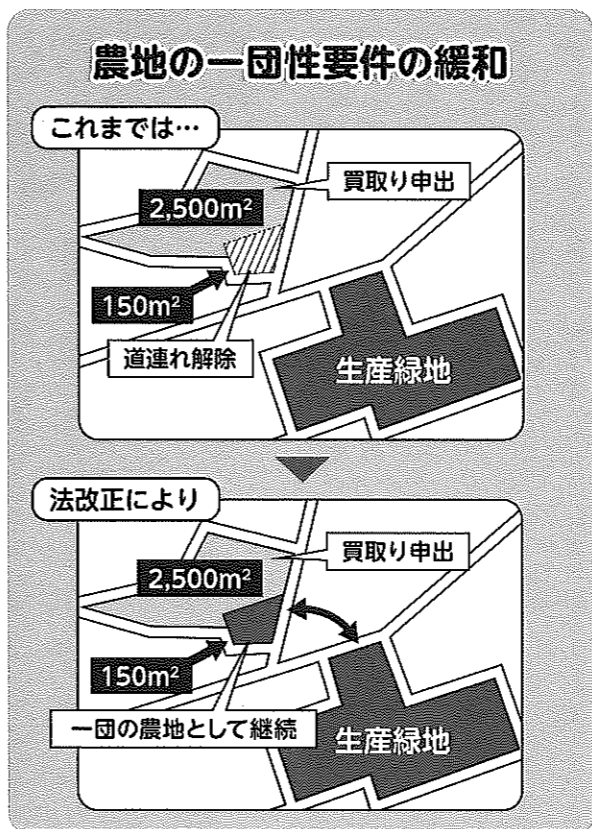 農地の一団性要件の緩和
これまでは…
買取り申出
2,500m²
150m²
道連れ解除
生産緑地
法改正により
買取り申出
2,500m²
150m²
一団の農地として継続
生産緑地